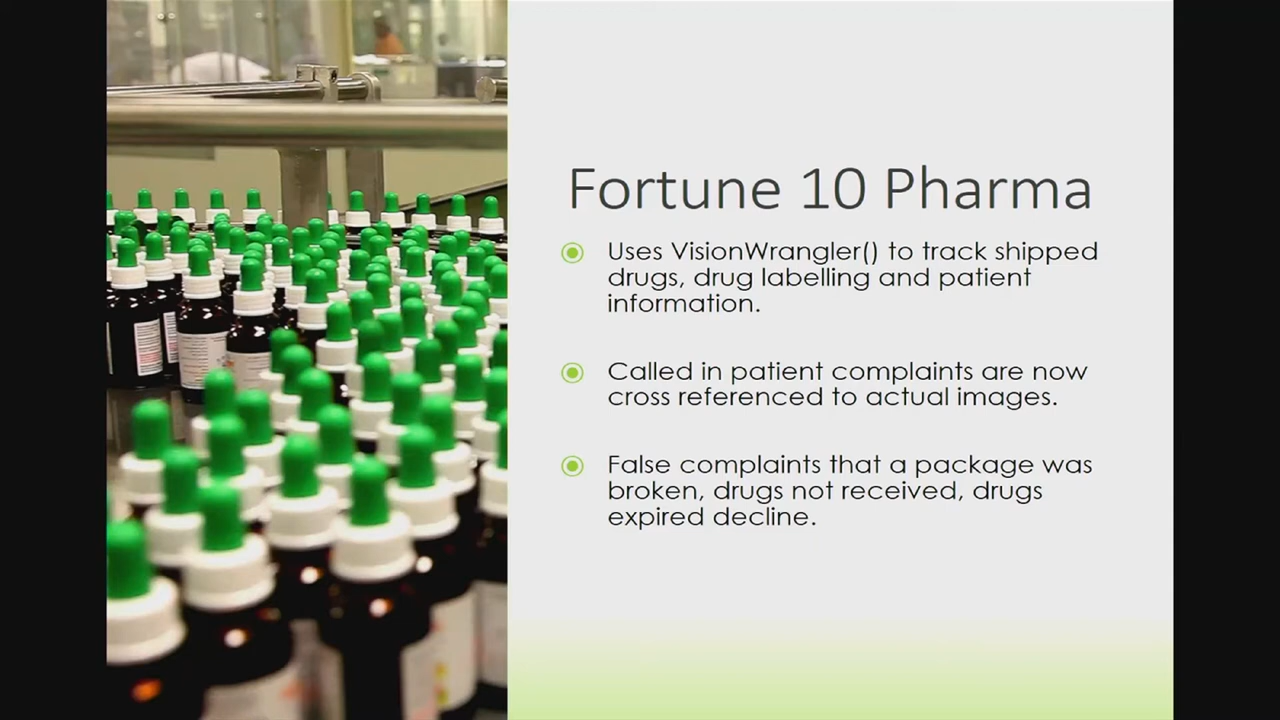 Fortune 10 Pharma
Uses VisionWrangler() to track shipped
drugs, drug labelling and patient
information.
Called in patient complaints are now
cross referenced to actual images.
False complaints that a package was
broken, drugs not received, drugs
expired decline.